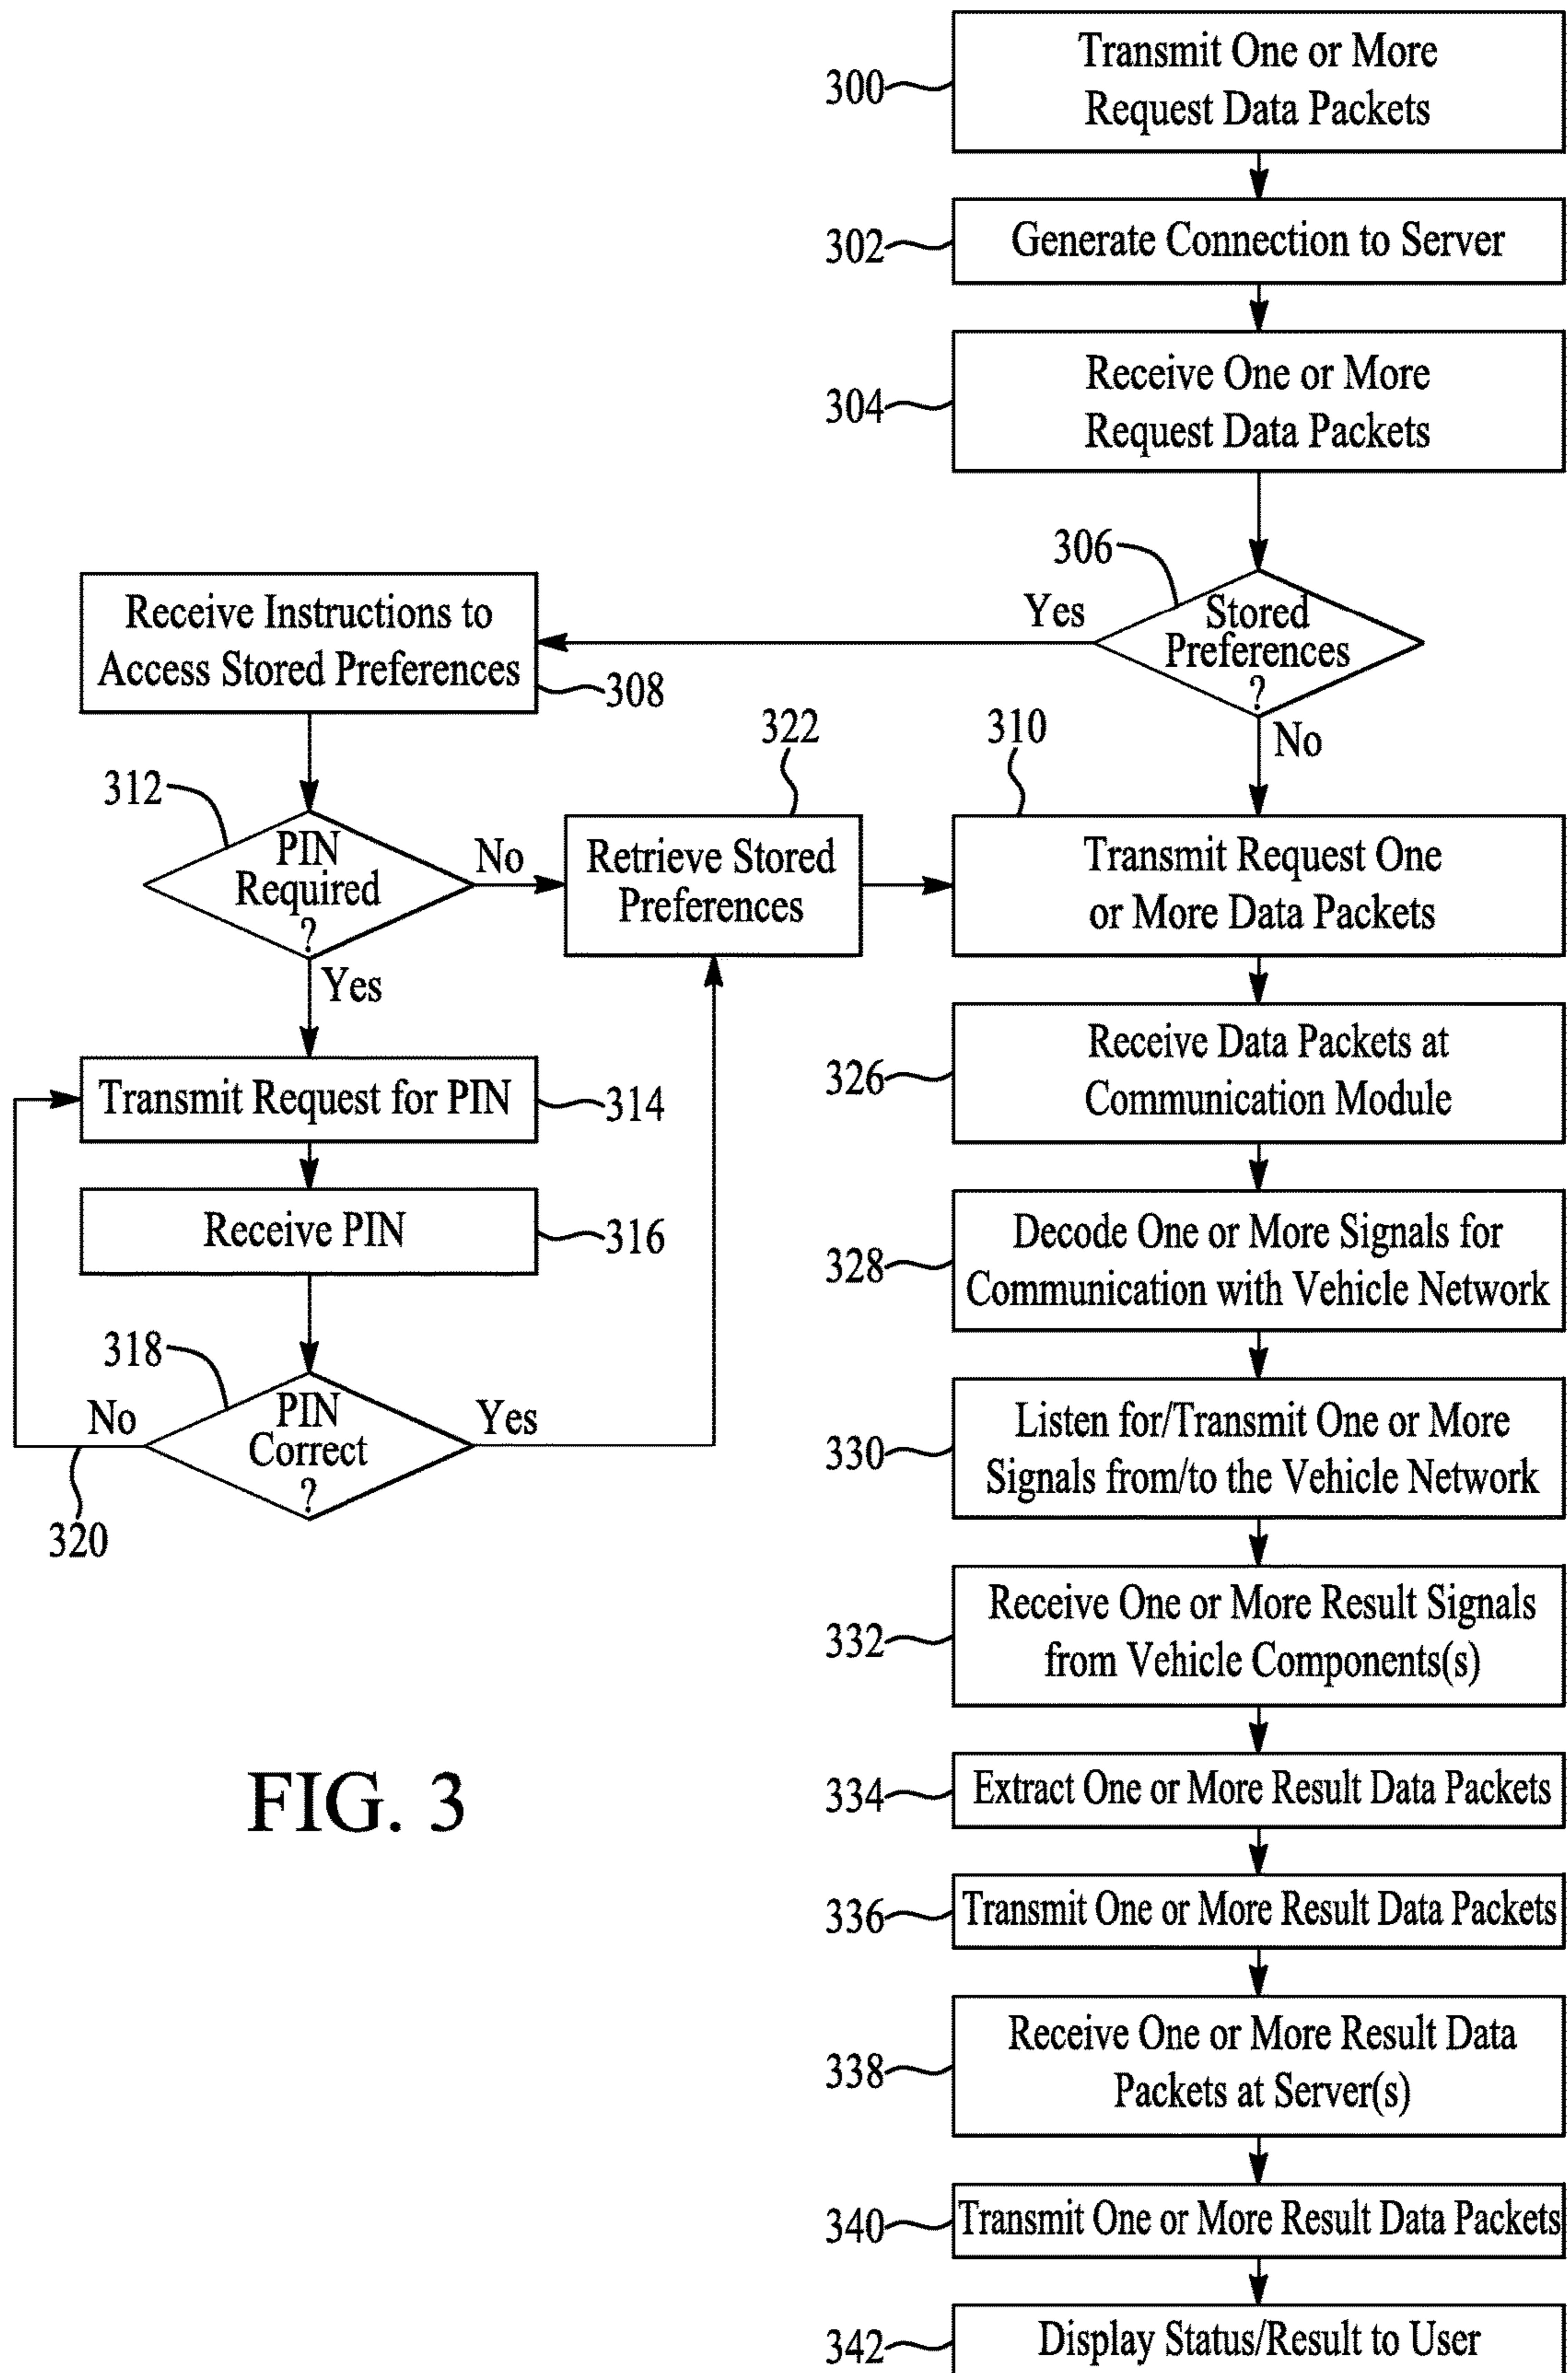 300
Transmit One or More
Request Data Packets
302
Generate Connection to Server
304
Receive One or More
Request Data Packets
306
Stored
Preferences
?
Yes
No
Receive Instructions to
Access Stored Preferences
308
312
PIN
Required
?
No
Yes
322
Retrieve Stored
Preferences
310
Transmit Request One
or More Data Packets
Transmit Request for PIN
314
Receive PIN
316
318
PIN
Correct
?
No
Yes
320
326
Receive Data Packets at
Communication Module
328
Decode One or More Signals for
Communication with Vehicle Network
330
Listen for/Transmit One or More
Signals from/to the Vehicle Network
332
Receive One or More Result Signals
from Vehicle Components(s)
334
Extract One or More Result Data Packets
336
Transmit One or More Result Data Packets
338
Receive One or More Result Data
Packets at Server(s)
340
Transmit One or More Result Data Packets
342
Display Status/Result to User
FIG. 3